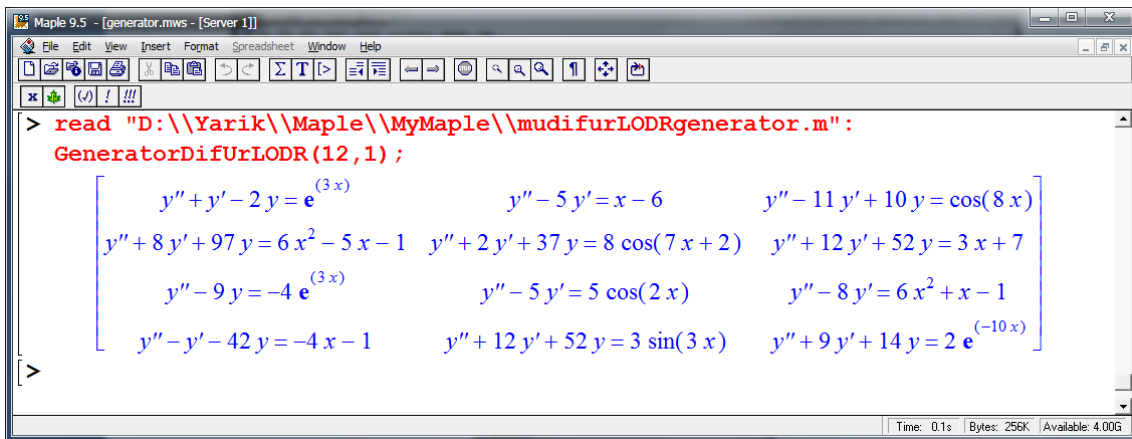 Maple 9.5 - [generator.mws - [Server 1]]
File Edit View Insert Format Spreadsheet Window Help
> read "D:\\Yarik\\Maple\\MyMaple\\mudifurLODRgenerator.m":
GeneratorDifUrLODR(12,1);
y'' + y' − 2 y = e^(3 x) y'' − 5 y' = x − 6 y'' − 11 y' + 10 y = cos(8 x)
y'' + 8 y' + 97 y = 6 x² − 5 x − 1 y'' + 2 y' + 37 y = 8 cos(7 x + 2) y'' + 12 y' + 52 y = 3 x + 7
y'' − 9 y = −4 e^(3 x) y'' − 5 y' = 5 cos(2 x) y'' − 8 y' = 6 x² + x − 1
y'' − y' − 42 y = −4 x − 1 y'' + 12 y' + 52 y = 3 sin(3 x) y'' + 9 y' + 14 y = 2 e^(−10 x)
>
Time: 0.1s Bytes: 256K Available: 4.00G